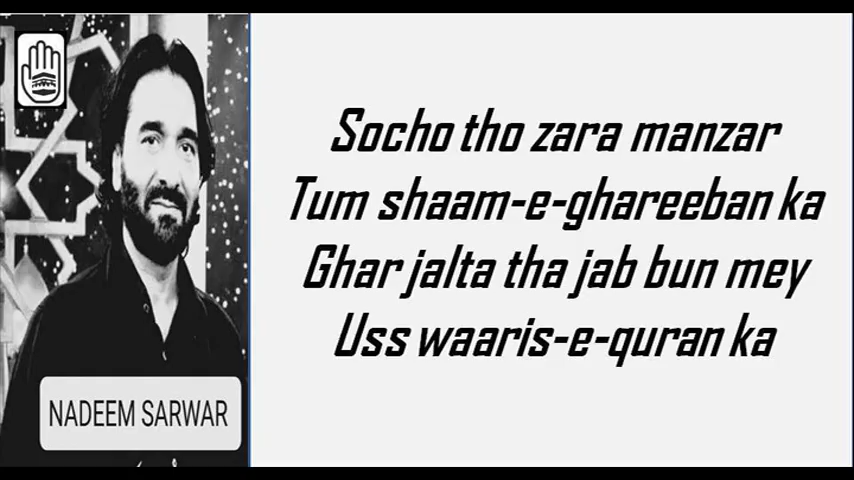 NADEEM SARWAR
Socho tho zara manzar
Tum shaam-e-ghareeban ka
Ghar jalta tha jab bun mey
Uss waaris-e-quran ka